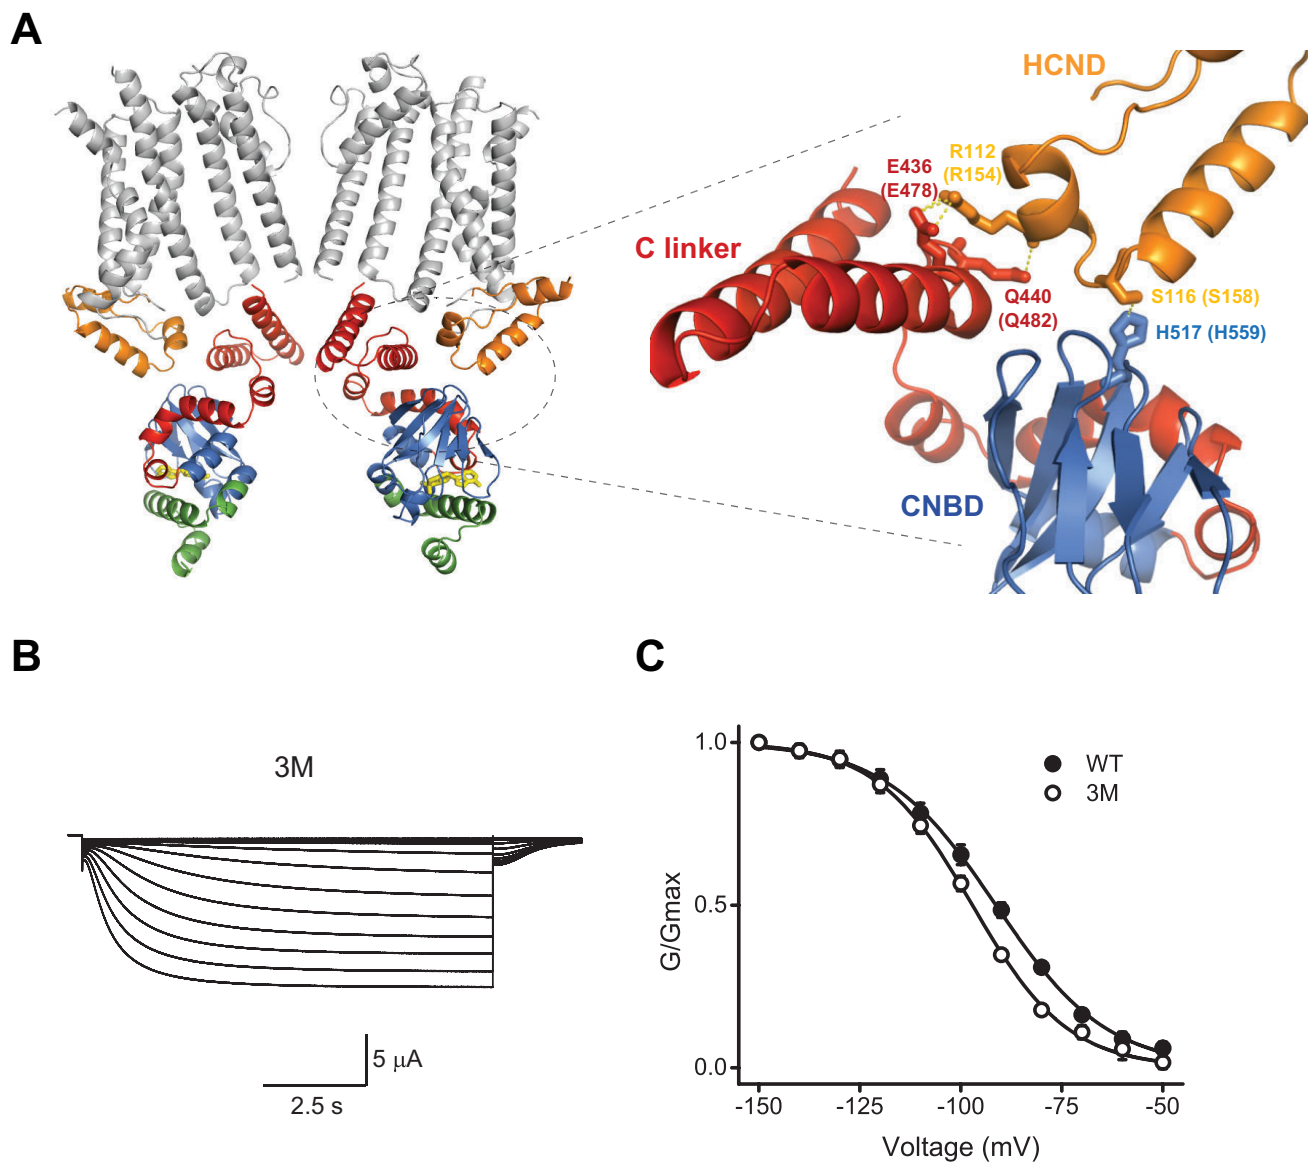 A
HCND
R112
(R154)
E436
(E478)
C linker
Q440
(Q482)
S116 (S158)
H517 (H559)
CNBD
B
3M
5 μA
2.5 s
C
WT
3M
1.0
0.5
0.0
G/Gmax
-150
-125
-100
-75
-50
Voltage (mV)